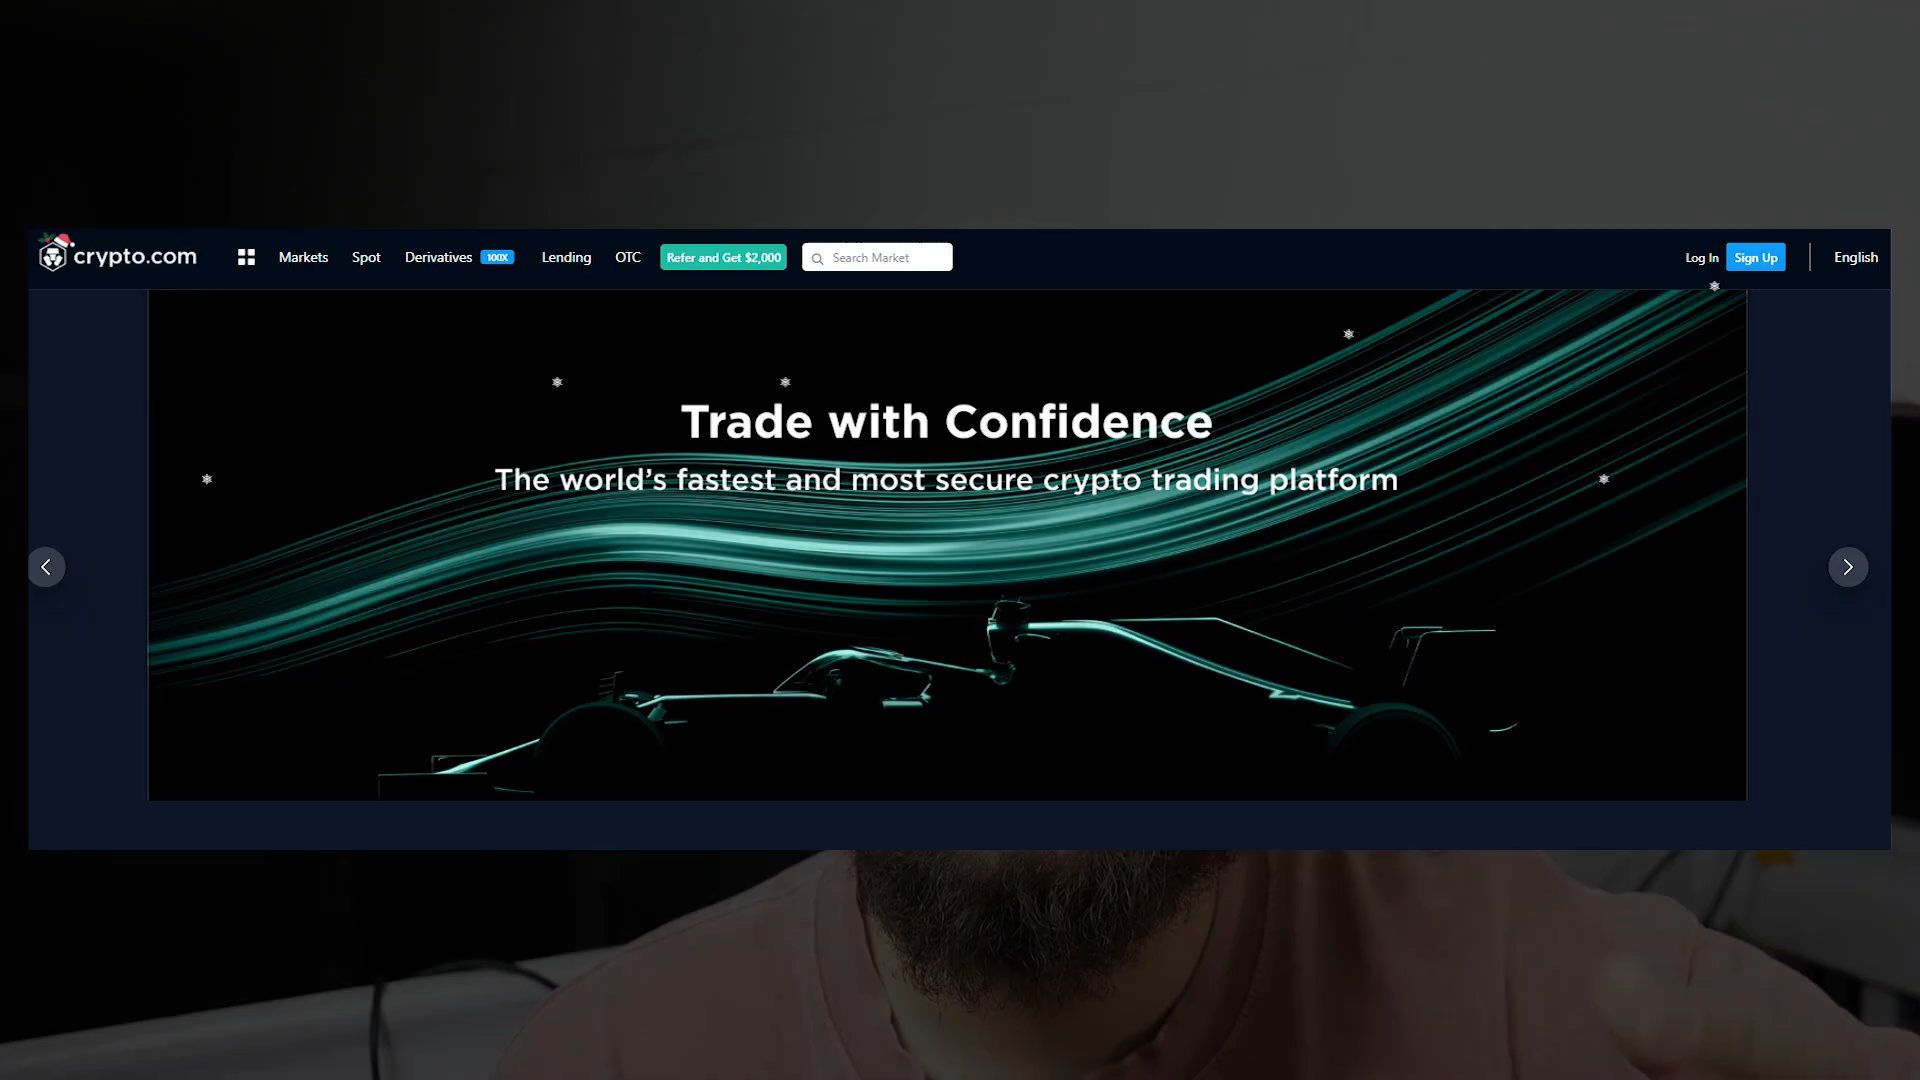 crypto.com
Markets
Spot
Derivatives 100X
Lending
OTC
Refer and Get $2,000
Search Market
Log In
Sign Up
English
Trade with Confidence
The world's fastest and most secure crypto trading platform